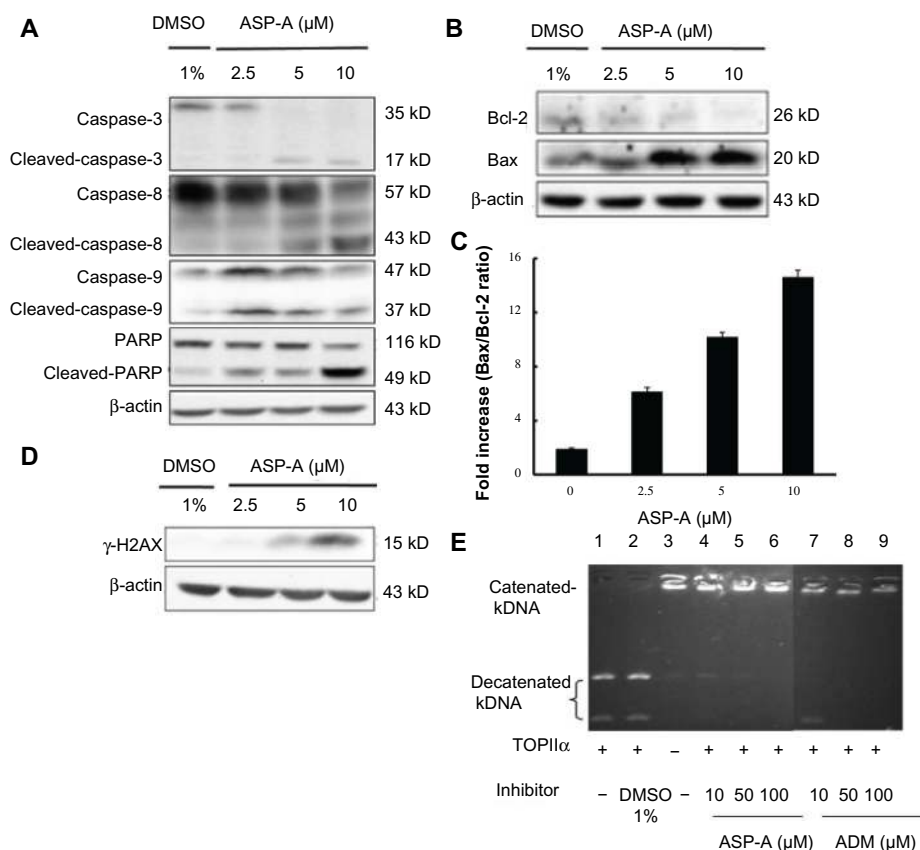 A
DMSO ASP-A (µM)
1% 2.5 5 10
Caspase-3 35 kD
Cleaved-caspase-3 17 kD
Caspase-8 57 kD
Cleaved-caspase-8 43 kD
Caspase-9 47 kD
Cleaved-caspase-9 37 kD
PARP 116 kD
Cleaved-PARP 49 kD
β-actin 43 kD
B
DMSO ASP-A (µM)
1% 2.5 5 10
Bcl-2 26 kD
Bax 20 kD
β-actin 43 kD
C
Fold increase (Bax/Bcl-2 ratio)
16
12
8
4
0
0 2.5 5 10
ASP-A (µM)
D
DMSO ASP-A (µM)
1% 2.5 5 10
γ-H2AX 15 kD
β-actin 43 kD
E
1 2 3 4 5 6 7 8 9
Catenated-
kDNA
Decatenated
kDNA
TOPIIα + + – + + + + + +
Inhibitor – DMSO – 10 50 100 10 50 100
1%
ASP-A (µM) ADM (µM)